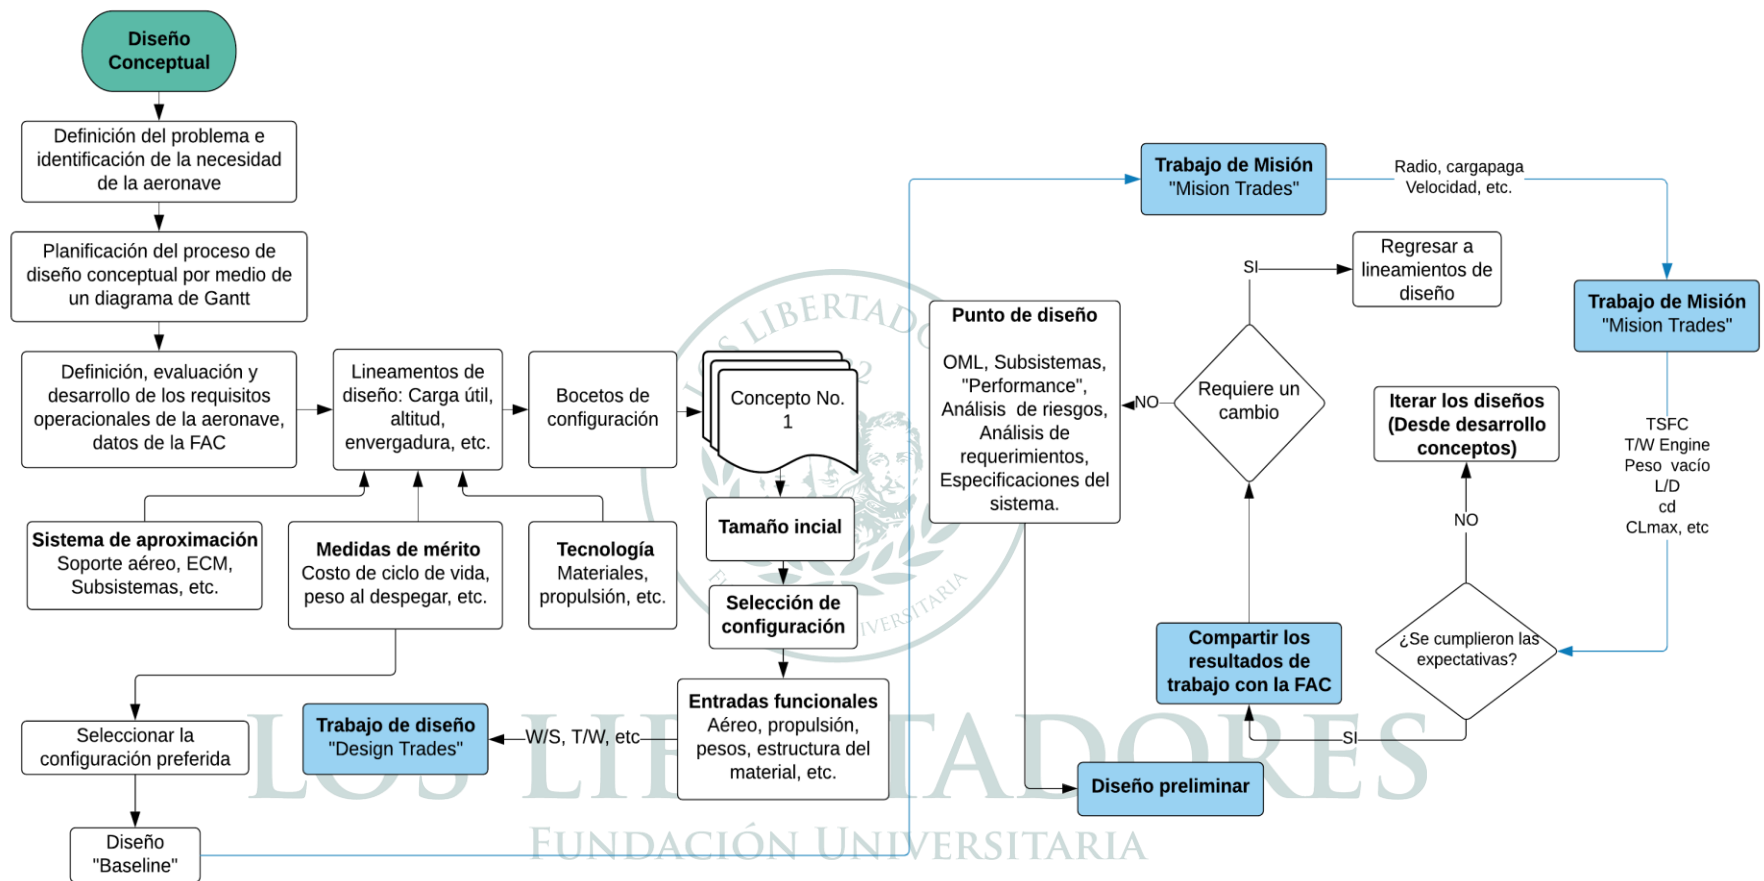 Diseño
Conceptual
Definición del problema e
identificación de la necesidad
de la aeronave
Planificación del proceso de
diseño conceptual por medio de
un diagrama de Gantt
Definición, evaluación y
desarrollo de los requisitos
operacionales de la aeronave,
datos de la FAC
Lineamentos de
diseño: Carga útil,
altitud,
envergadura, etc.
Bocetos de
configuración
Concepto No.
1
Sistema de aproximación
Soporte aéreo, ECM,
Subsistemas, etc.
Medidas de mérito
Costo de ciclo de vida,
peso al despegar, etc.
Tecnología
Materiales,
propulsión, etc.
Tamaño incial
Selección de
configuración
Entradas funcionales
Aéreo, propulsión,
pesos, estructura del
material, etc.
W/S, T/W, etc
Trabajo de diseño
"Design Trades"
Seleccionar la
configuración preferida
Diseño
"Baseline"
Trabajo de Misión
"Mision Trades"
Radio, cargapaga
Velocidad, etc.
Trabajo de Misión
"Mision Trades"
TSFC
T/W Engine
Peso vacío
L/D
cd
CLmax, etc
¿Se cumplieron las
expectativas?
NO
Iterar los diseños
(Desde desarrollo
conceptos)
SI
Compartir los
resultados de
trabajo con la FAC
Requiere un
cambio
SI
Regresar a
lineamientos de
diseño
NO
Punto de diseño
OML, Subsistemas,
"Performance",
Análisis de riesgos,
Análisis de
requerimientos,
Especificaciones del
sistema.
Diseño preliminar
LOS LIBERTADORES
FUNDACIÓN UNIVERSITARIA